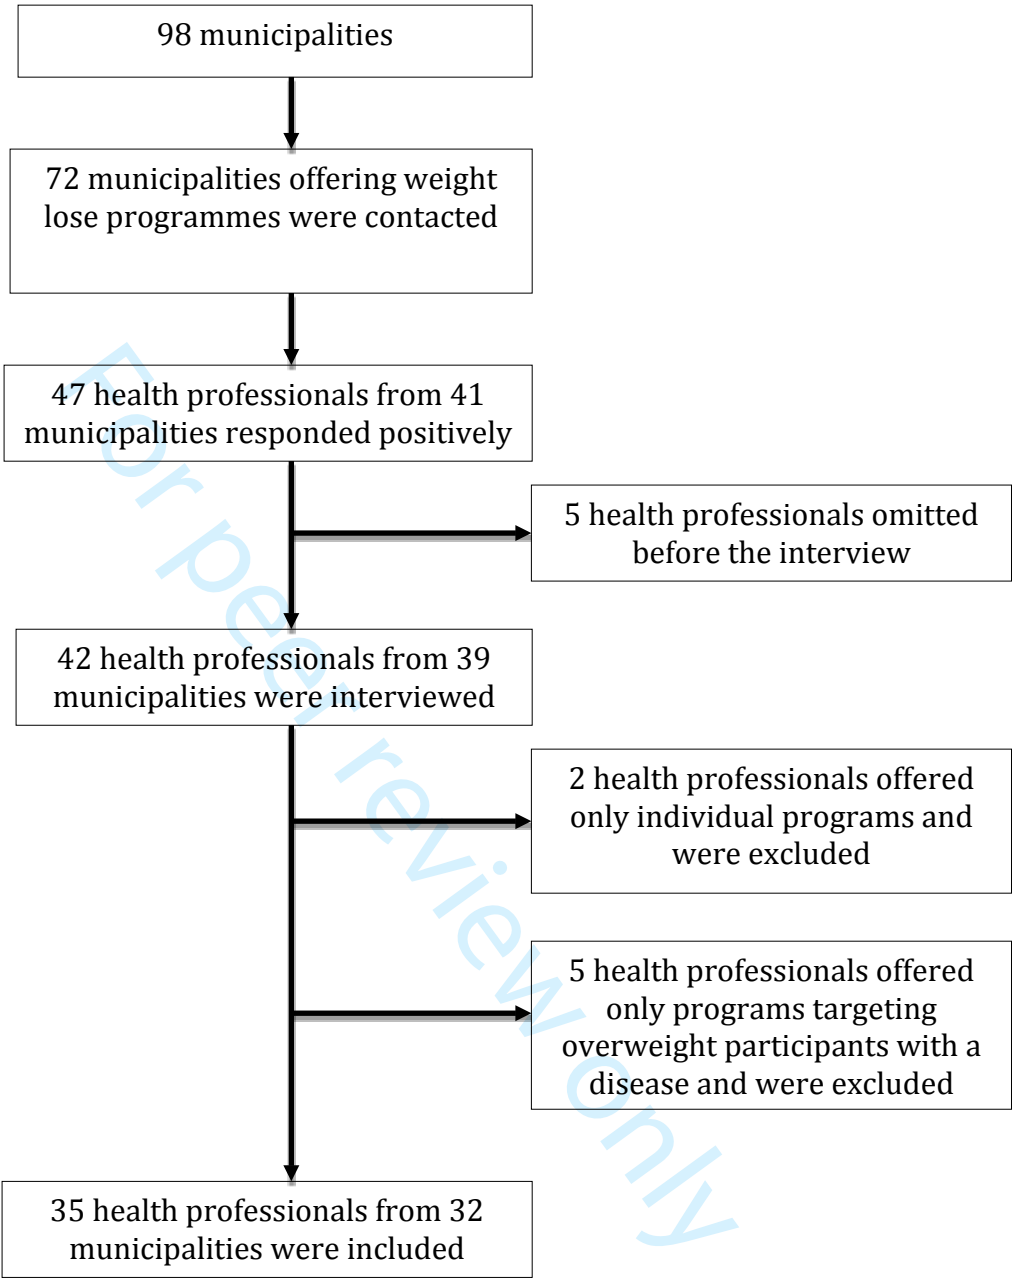 98 municipalities
72 municipalities offering weight
lose programmes were contacted
47 health professionals from 41
municipalities responded positively
5 health professionals omitted
before the interview
42 health professionals from 39
municipalities were interviewed
2 health professionals offered
only individual programs and
were excluded
5 health professionals offered
only programs targeting
overweight participants with a
disease and were excluded
35 health professionals from 32
municipalities were included
For peer review only